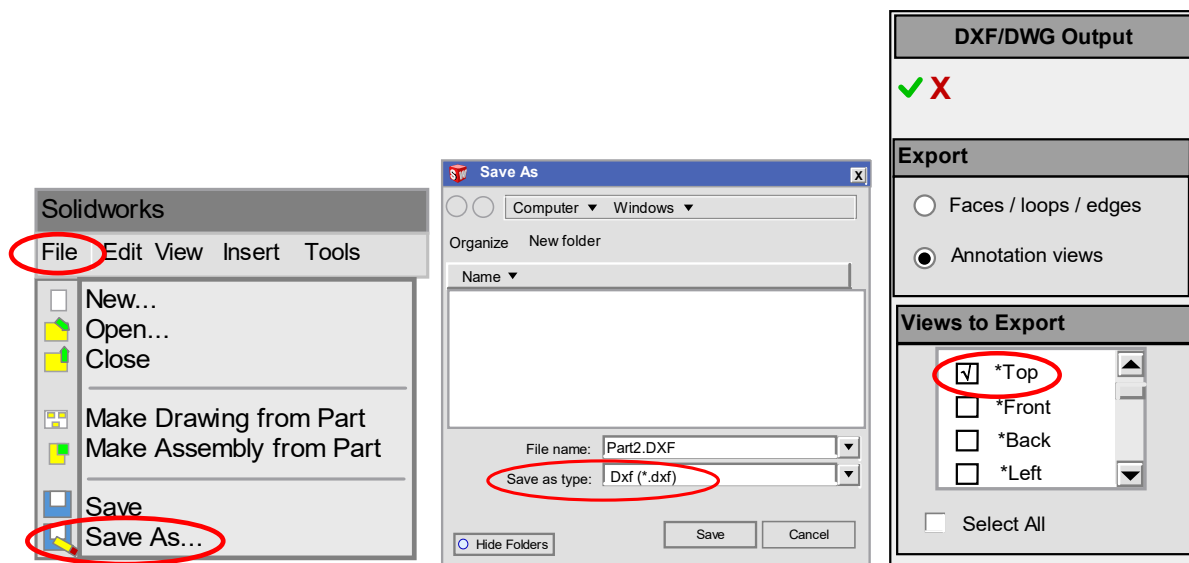 Solidworks
File Edit View Insert Tools
New...
Open...
Close
Make Drawing from Part
Make Assembly from Part
Save
Save As...
SW Save As X
Computer ▼ Windows ▼
Organize New folder
Name ▼
File name: Part2.DXF
Save as type: Dxf (*.dxf)
Hide Folders Save Cancel
DXF/DWG Output
X
Export
Faces / loops / edges
Annotation views
Views to Export
*Top
*Front
*Back
*Left
Select All